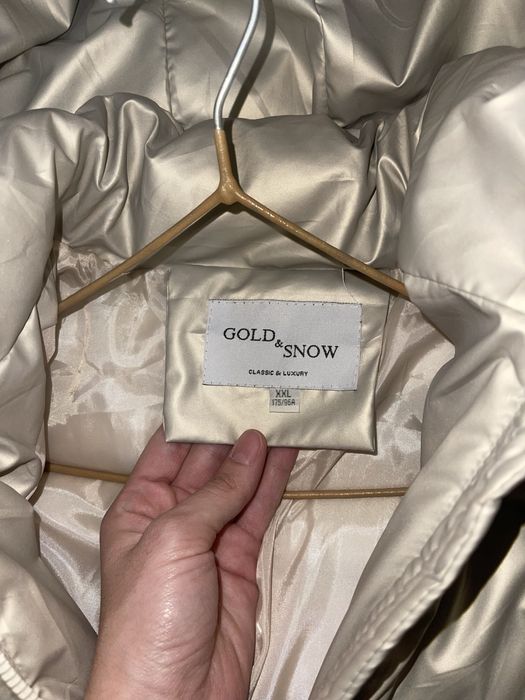 GOLD
&
SNOW
CLASSIC & LUXURY
XXL
175/96A